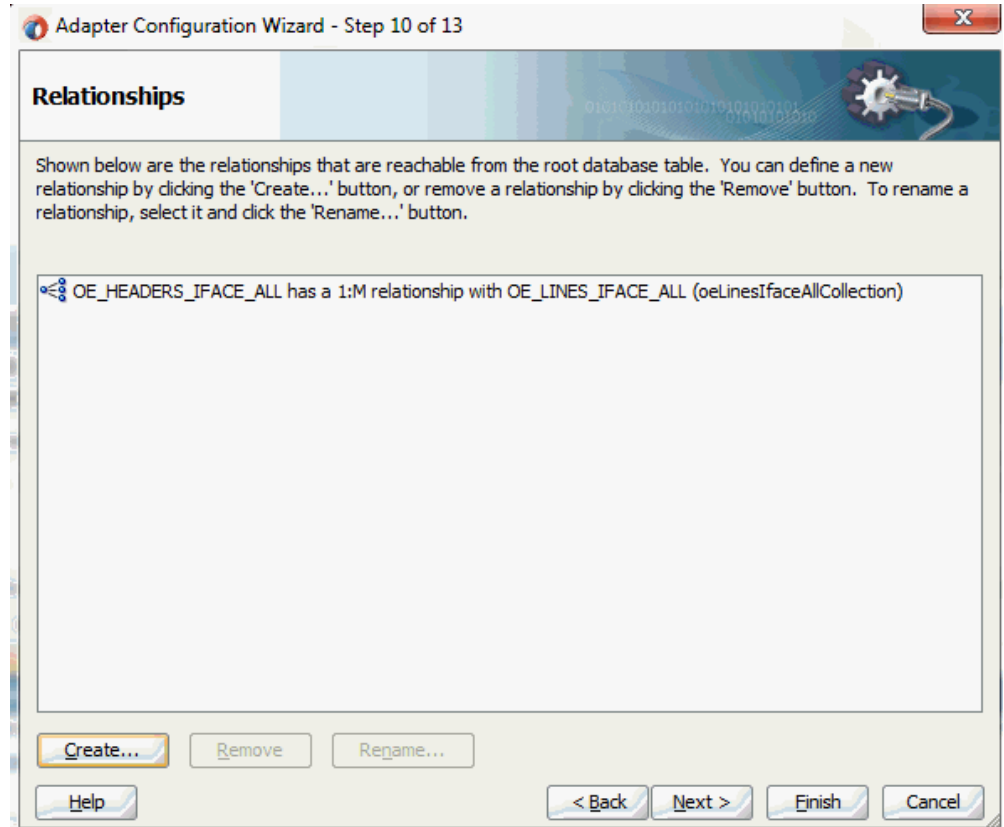 Adapter Configuration Wizard - Step 10 of 13
Relationships
Shown below are the relationships that are reachable from the root database table. You can define a new
relationship by clicking the 'Create...' button, or remove a relationship by clicking the 'Remove' button. To rename a
relationship, select it and click the 'Rename...' button.
OE_HEADERS_IFACE_ALL has a 1:M relationship with OE_LINES_IFACE_ALL (oeLinesIfaceAllCollection)
Create... Remove Rename...
Help < Back Next > Finish Cancel